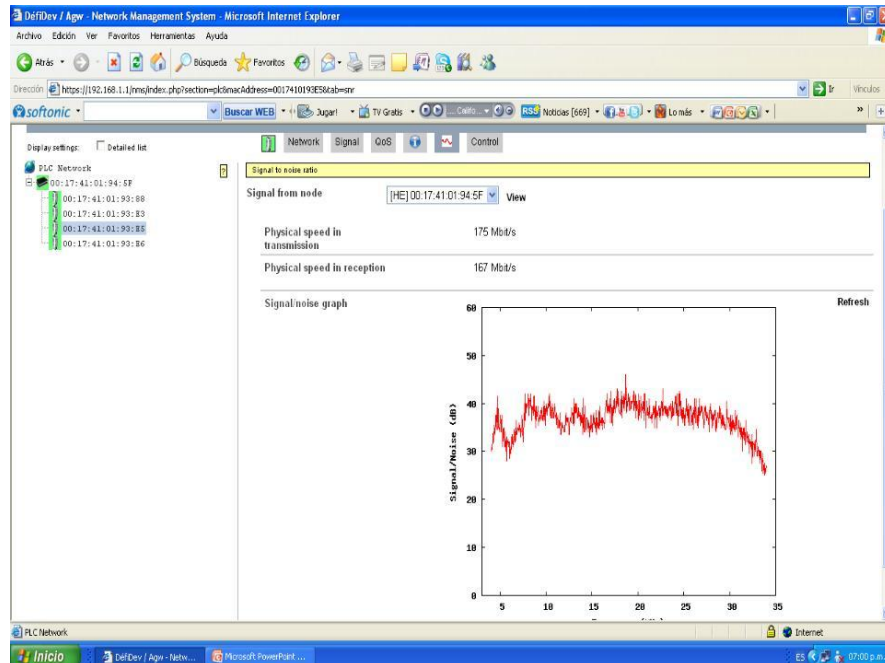 DéfiDev / Agw - Network Management System - Microsoft Internet Explorer
Archivo Edición Ver Favoritos Herramientas Ayuda
Atrás Búsqueda Favoritos
Dirección https://192.168.1.1/nms/index.php?section=plc&macAddress=0017410193E5&tab=snr Ir Vínculos
softonic Buscar WEB Jugar! TV Gratis RSS Noticias [669] Lo más »
Display settings: Detailed list
Network Signal QoS Control
PLC Network
?
Signal to noise ratio
00:17:41:01:94:5F
00:17:41:01:93:88
00:17:41:01:93:E3
00:17:41:01:93:E5
00:17:41:01:93:E6
Signal from node [HE] 00:17:41:01:94:5F View
Physical speed in transmission 175 Mbit/s
Physical speed in reception 167 Mbit/s
Signal/noise graph
Refresh
60
50
40
30
20
10
0
Signal/Noise (dB)
5 10 15 20 25 30 35
PLC Network Internet
Inicio DéfiDev / Agw - Netw... Microsoft PowerPoint ... ES 07:00 p.m.